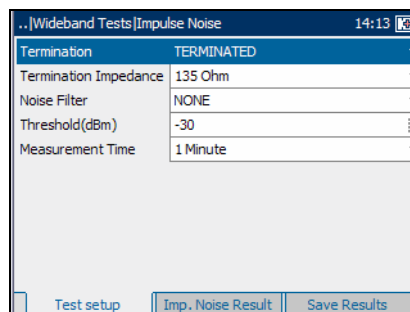 ..|Wideband Tests|Impulse Noise 14:13
Termination TERMINATED
Termination Impedance 135 Ohm
Noise Filter NONE
Threshold(dBm) -30
Measurement Time 1 Minute
Test setup Imp. Noise Result Save Results